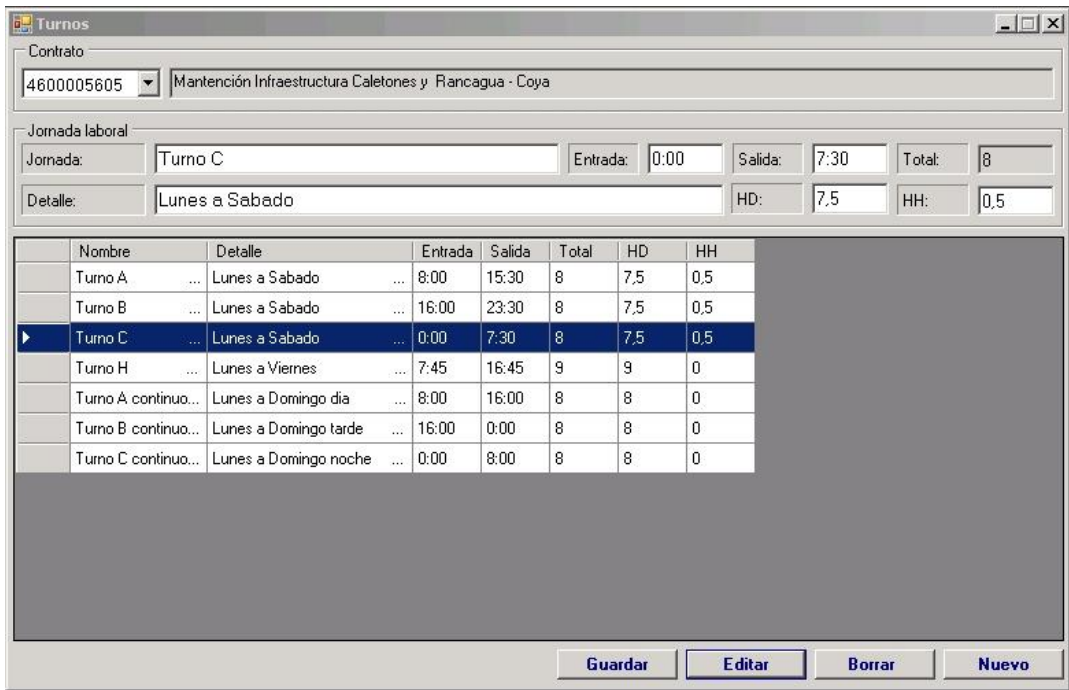 Turnos
Contrato
4600005605 Mantención Infraestructura Caletones y Rancagua - Coya
Jornada laboral
Jornada: Turno C Entrada: 0:00 Salida: 7:30 Total: 8
Detalle: Lunes a Sabado HD: 7,5 HH: 0,5
Nombre Detalle Entrada Salida Total HD HH
Turno A ... Lunes a Sabado ... 8:00 15:30 8 7,5 0,5
Turno B ... Lunes a Sabado ... 16:00 23:30 8 7,5 0,5
Turno C ... Lunes a Sabado ... 0:00 7:30 8 7,5 0,5
Turno H ... Lunes a Viernes ... 7:45 16:45 9 9 0
Turno A continuo... Lunes a Domingo dia ... 8:00 16:00 8 8 0
Turno B continuo... Lunes a Domingo tarde ... 16:00 0:00 8 8 0
Turno C continuo... Lunes a Domingo noche ... 0:00 8:00 8 8 0
Guardar Editar Borrar Nuevo